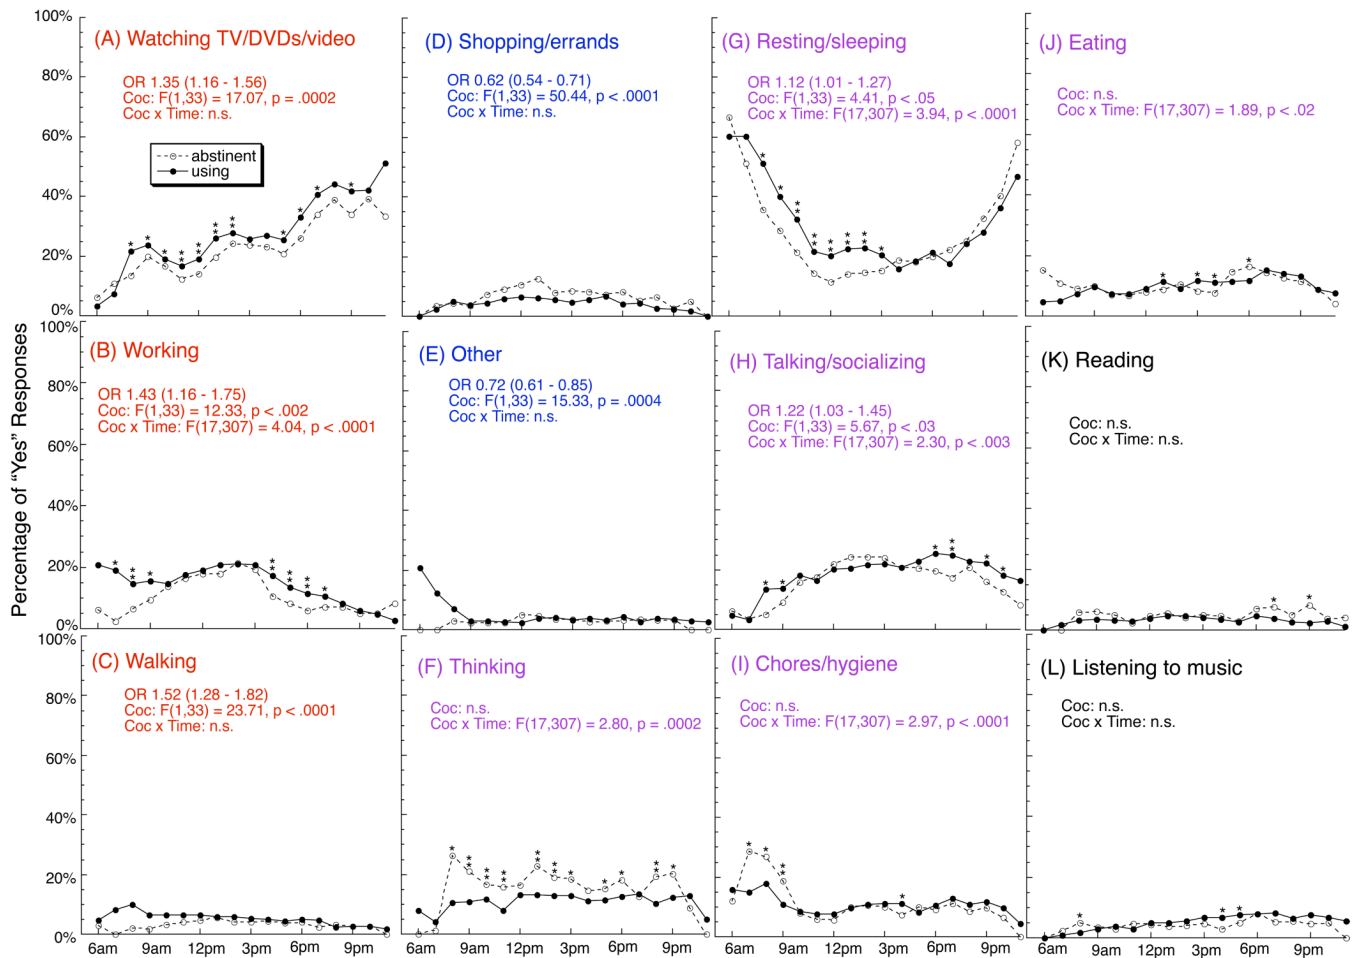 Percentage of "Yes" Responses
100%
80%
60%
40%
20%
0%
(A) Watching TV/DVDs/video
OR 1.35 (1.16 - 1.56)
Coc: F(1,33) = 17.07, p = .0002
Coc x Time: n.s.
abstinent
using
(D) Shopping/errands
OR 0.62 (0.54 - 0.71)
Coc: F(1,33) = 50.44, p < .0001
Coc x Time: n.s.
(G) Resting/sleeping
OR 1.12 (1.01 - 1.27)
Coc: F(1,33) = 4.41, p < .05
Coc x Time: F(17,307) = 3.94, p < .0001
(J) Eating
Coc: n.s.
Coc x Time: F(17,307) = 1.89, p < .02
100%
80%
60%
40%
20%
0%
(B) Working
OR 1.43 (1.16 - 1.75)
Coc: F(1,33) = 12.33, p < .002
Coc x Time: F(17,307) = 4.04, p < .0001
(E) Other
OR 0.72 (0.61 - 0.85)
Coc: F(1,33) = 15.33, p = .0004
Coc x Time: n.s.
(H) Talking/socializing
OR 1.22 (1.03 - 1.45)
Coc: F(1,33) = 5.67, p < .03
Coc x Time: F(17,307) = 2.30, p < .003
(K) Reading
Coc: n.s.
Coc x Time: n.s.
100%
80%
60%
40%
20%
0%
(C) Walking
OR 1.52 (1.28 - 1.82)
Coc: F(1,33) = 23.71, p < .0001
Coc x Time: n.s.
(F) Thinking
Coc: n.s.
Coc x Time: F(17,307) = 2.80, p = .0002
(I) Chores/hygiene
Coc: n.s.
Coc x Time: F(17,307) = 2.97, p < .0001
(L) Listening to music
Coc: n.s.
Coc x Time: n.s.
6am 9am 12pm 3pm 6pm 9pm
6am 9am 12pm 3pm 6pm 9pm
6am 9am 12pm 3pm 6pm 9pm
6am 9am 12pm 3pm 6pm 9pm